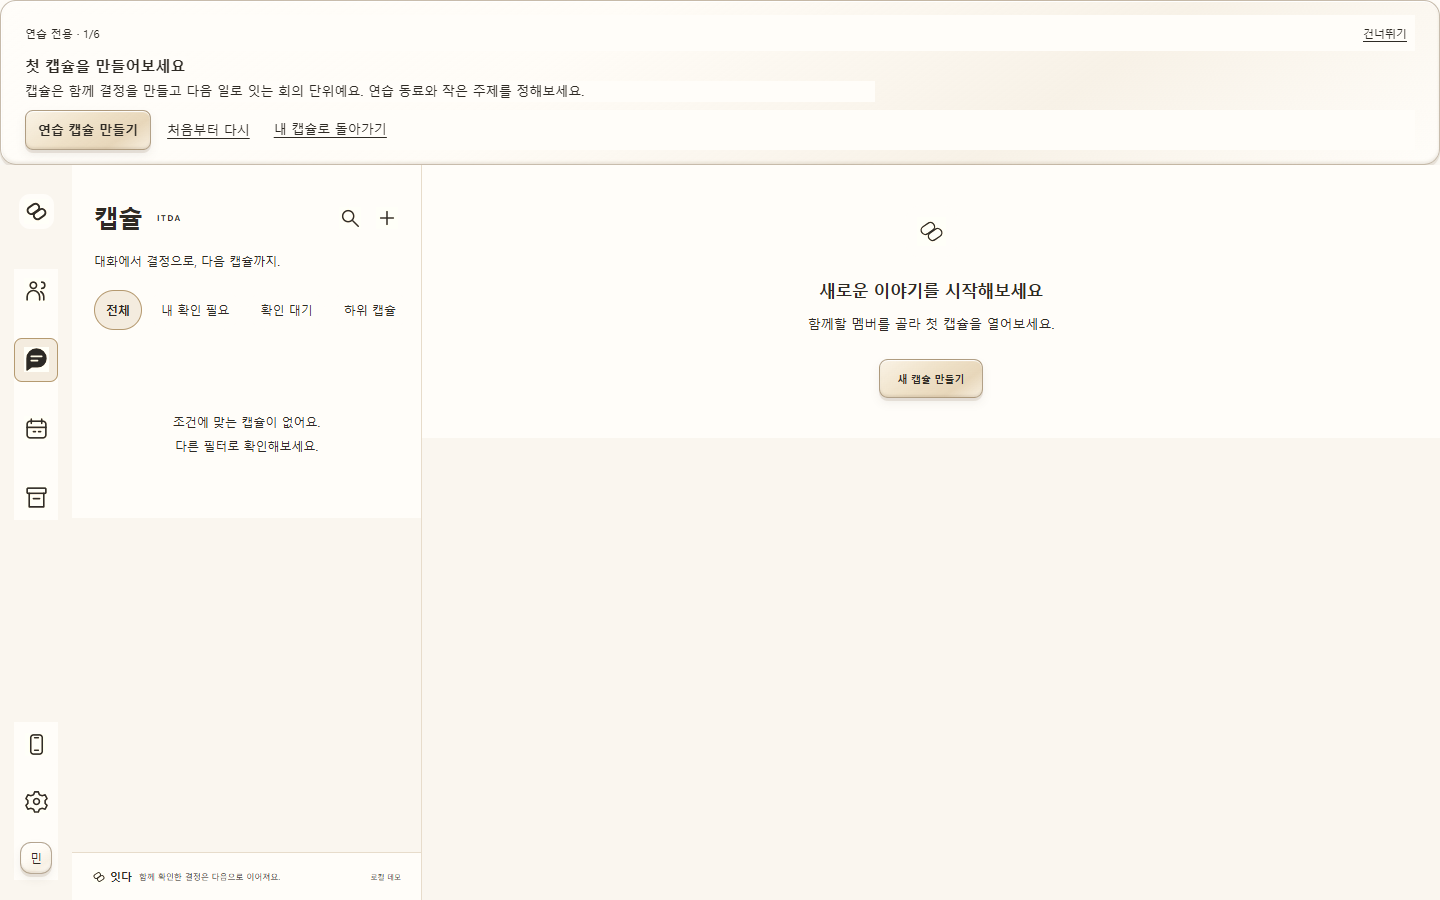 연습 전용 · 1/6
건너뛰기
첫 캡슐을 만들어보세요
캡슐은 함께 결정을 만들고 다음 일로 잇는 회의 단위예요. 연습 동료와 작은 주제를 정해보세요.
연습 캡슐 만들기
처음부터 다시
내 캡슐로 돌아가기
캡슐 ITDA
대화에서 결정으로, 다음 캡슐까지.
전체
내 확인 필요
확인 대기
하위 캡슐
조건에 맞는 캡슐이 없어요.
다른 필터로 확인해보세요.
새로운 이야기를 시작해보세요
함께할 멤버를 골라 첫 캡슐을 열어보세요.
새 캡슐 만들기
민
잇다 함께 확인한 결정은 다음으로 이어져요.
로컬 데모